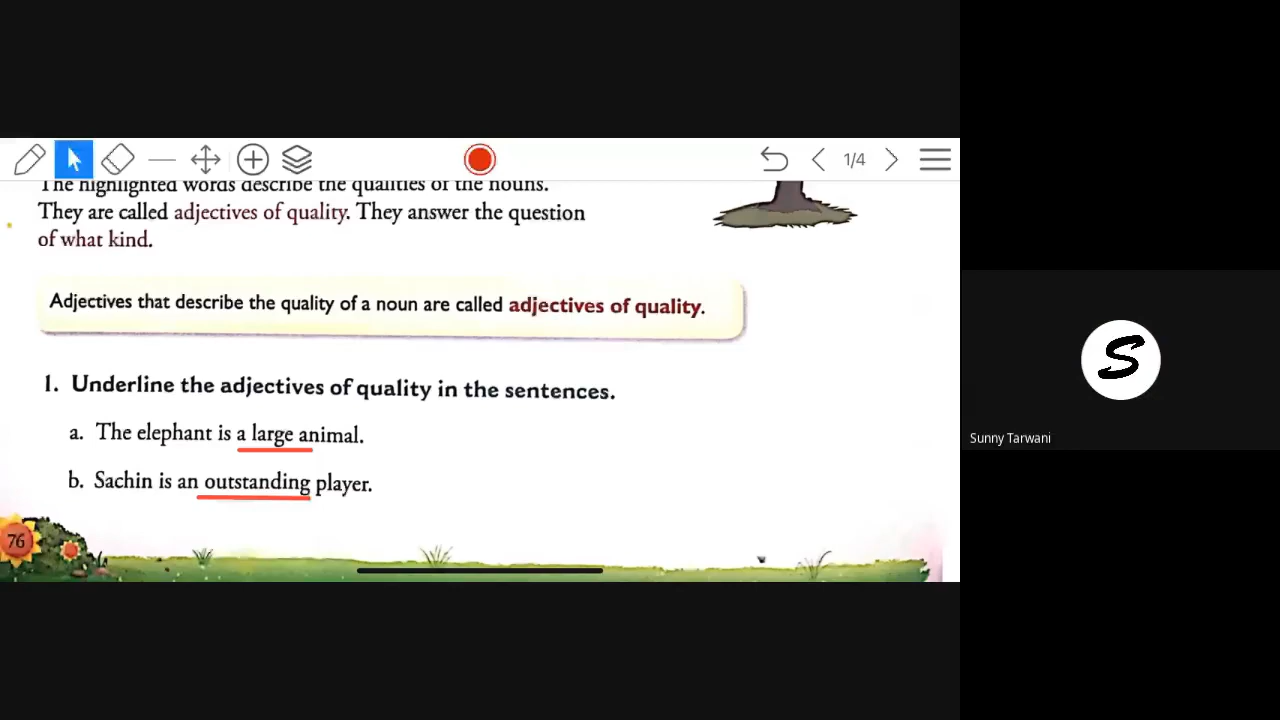 1/4
The highlighted words describe the qualities of the nouns.
They are called adjectives of quality. They answer the question
of what kind.
Adjectives that describe the quality of a noun are called adjectives of quality.
1. Underline the adjectives of quality in the sentences.
a. The elephant is a large animal.
b. Sachin is an outstanding player.
76
S
Sunny Tarwani